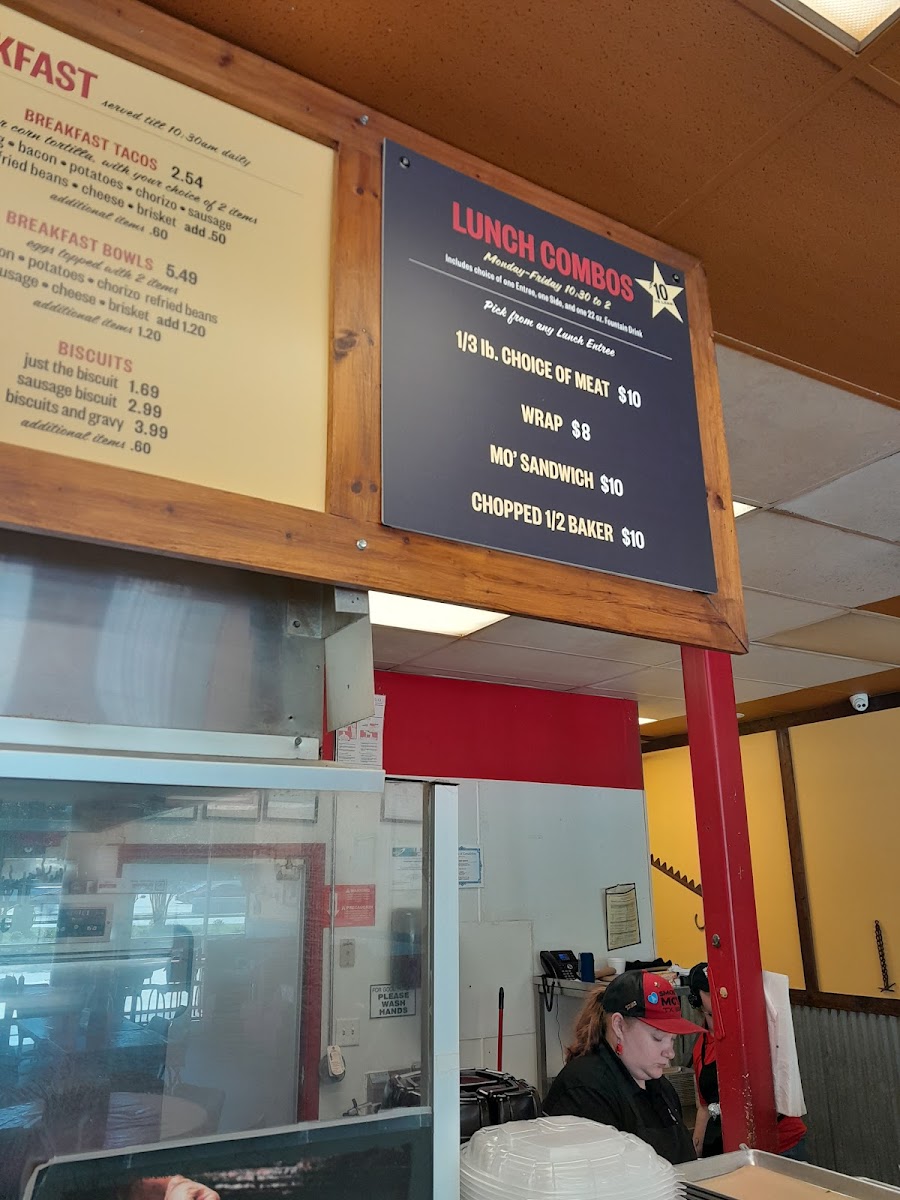 KFAST
served till 10:30am daily
BREAKFAST TACOS 2.54
r corn tortilla, with your choice of 2 items
g • bacon • potatoes • chorizo • sausage
fried beans • cheese • brisket add .50
additional items .60
BREAKFAST BOWLS 5.49
eggs topped with 2 items
on • potatoes • chorizo refried beans
usage • cheese • brisket add 1.20
additional items 1.20
BISCUITS
just the biscuit 1.69
sausage biscuit 2.99
biscuits and gravy 3.99
additional items .60
LUNCH COMBOS
Monday-Friday 10:30 to 2
$10
Includes choice of one Entree, one Side, and one 22 oz. Fountain Drink
Pick from any Lunch Entree
1/3 lb. CHOICE OF MEAT $10
WRAP $8
MO' SANDWICH $10
CHOPPED 1/2 BAKER $10
PLEASE
WASH
HANDS